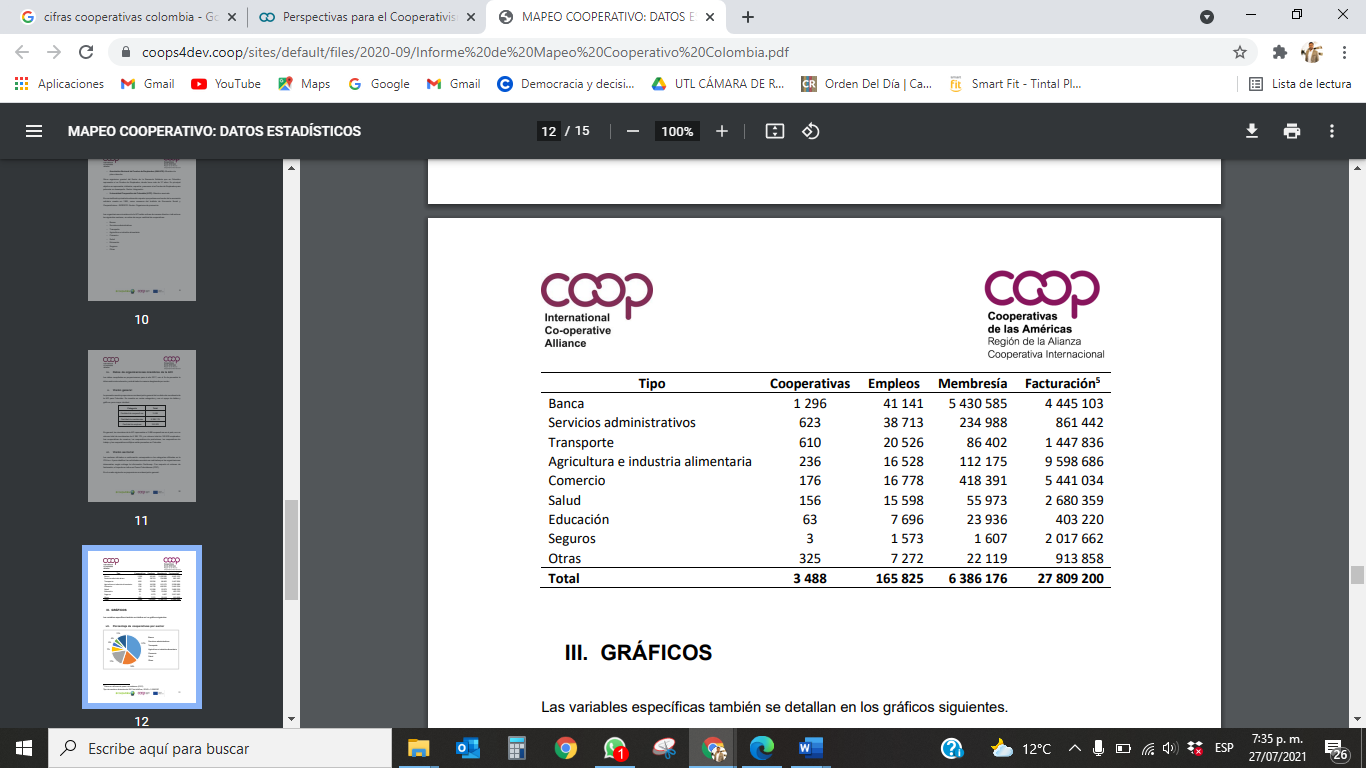 cifras cooperativas colombia - Go
Perspectivas para el Cooperativis
MAPEO COOPERATIVO: DATOS E
coops4dev.coop/sites/default/files/2020-09/Informe%20de%20Mapeo%20Cooperativo%20Colombia.pdf
Aplicaciones Gmail YouTube Maps Google Gmail Democracia y decisi... UTL CÁMARA DE R... Orden Del Día | Ca... Smart Fit - Tintal Pl... Lista de lectura
MAPEO COOPERATIVO: DATOS ESTADÍSTICOS 12 / 15 100%
10
11
12
coop
International
Co-operative
Alliance
coop
Cooperativas
de las Américas
Región de la Alianza
Cooperativa Internacional
Tipo Cooperativas Empleos Membresía Facturación5
Banca 1 296 41 141 5 430 585 4 445 103
Servicios administrativos 623 38 713 234 988 861 442
Transporte 610 20 526 86 402 1 447 836
Agricultura e industria alimentaria 236 16 528 112 175 9 598 686
Comercio 176 16 778 418 391 5 441 034
Salud 156 15 598 55 973 2 680 359
Educación 63 7 696 23 936 403 220
Seguros 3 1 573 1 607 2 017 662
Otras 325 7 272 22 119 913 858
Total 3 488 165 825 6 386 176 27 809 200
III. GRÁFICOS
Las variables específicas también se detallan en los gráficos siguientes.
Escribe aquí para buscar
1
12°C
ESP
7:35 p. m.
27/07/2021
26